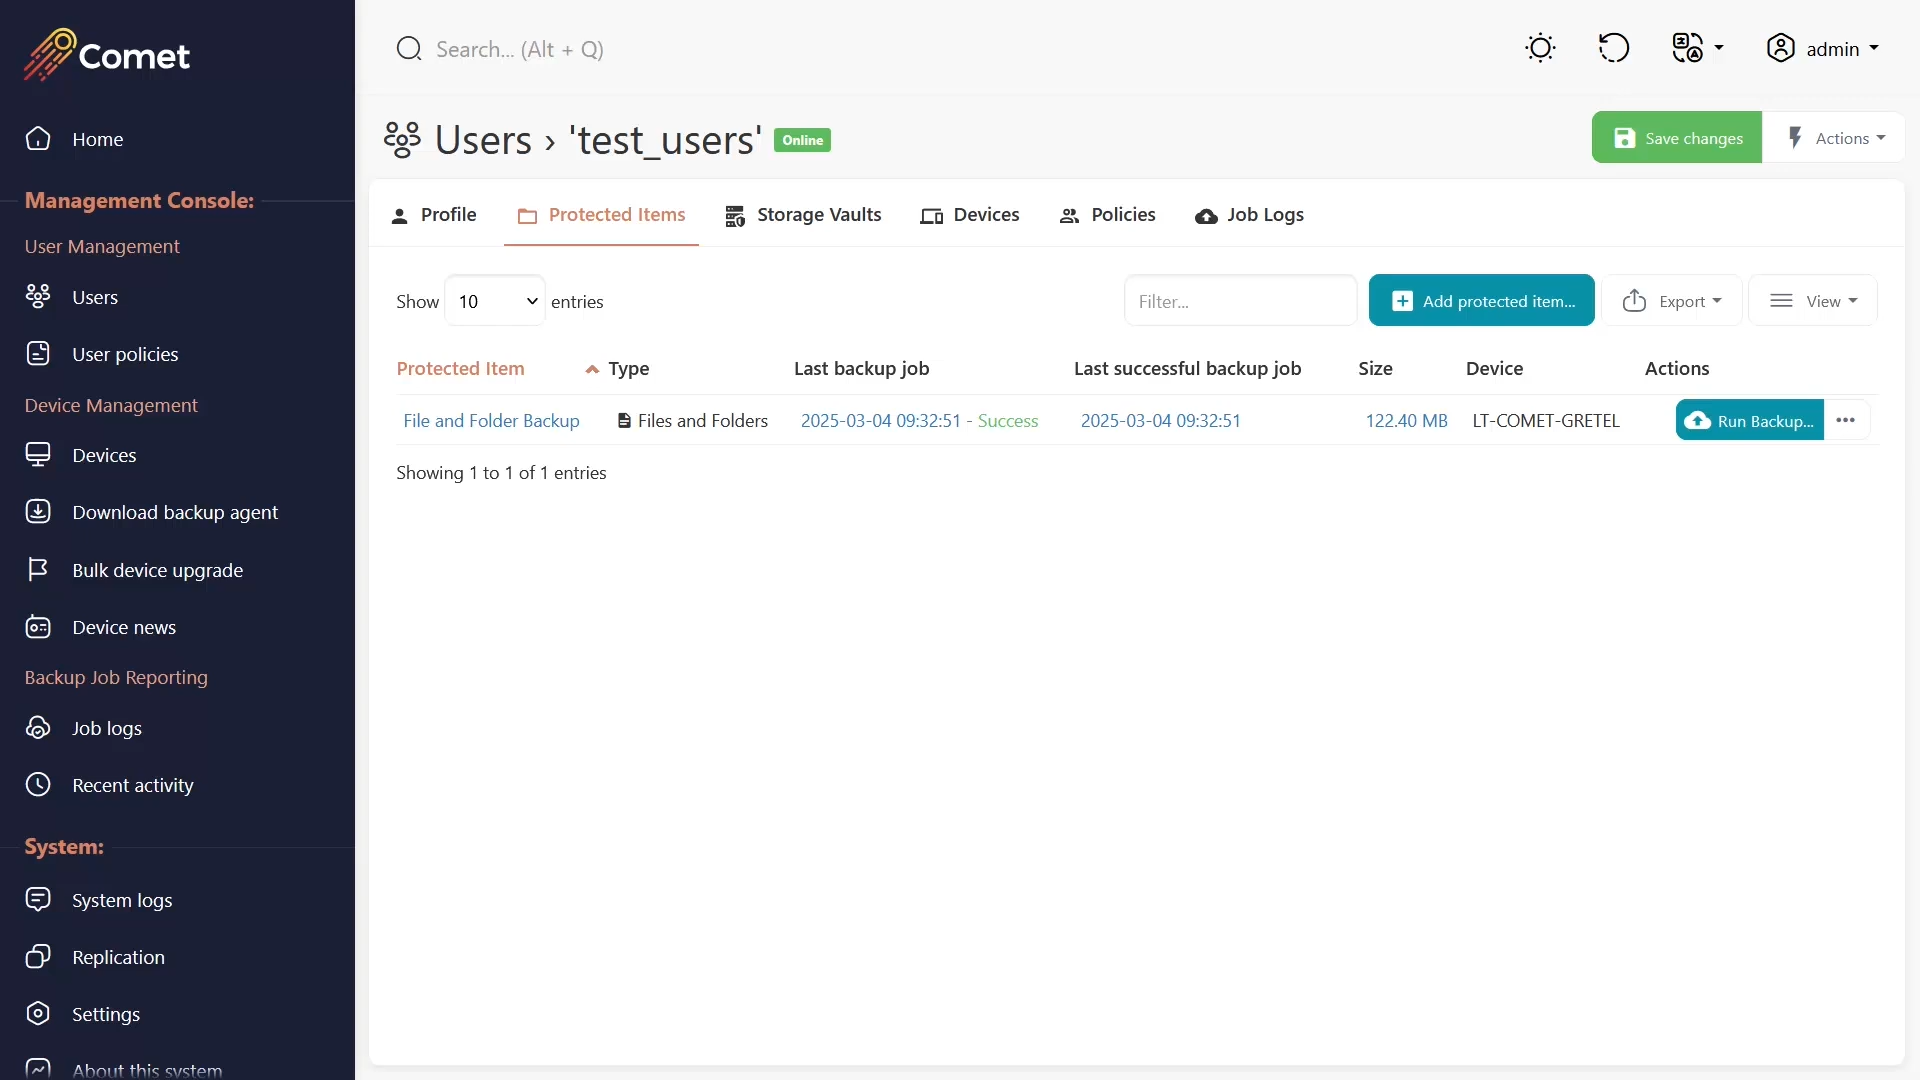 Comet
Home
Management Console:
User Management
Users
User policies
Device Management
Devices
Download backup agent
Bulk device upgrade
Device news
Backup Job Reporting
Job logs
Recent activity
System:
System logs
Replication
Settings
About this system
Search... (Alt + Q)
admin
Users › 'test_users' Online
Save changes
Actions
Profile
Protected Items
Storage Vaults
Devices
Policies
Job Logs
Show 10 entries
Filter...
Add protected item...
Export
View
Protected Item Type Last backup job Last successful backup job Size Device Actions
File and Folder Backup Files and Folders 2025-03-04 09:32:51 - Success 2025-03-04 09:32:51 122.40 MB LT-COMET-GRETEL Run Backup... •••
Showing 1 to 1 of 1 entries